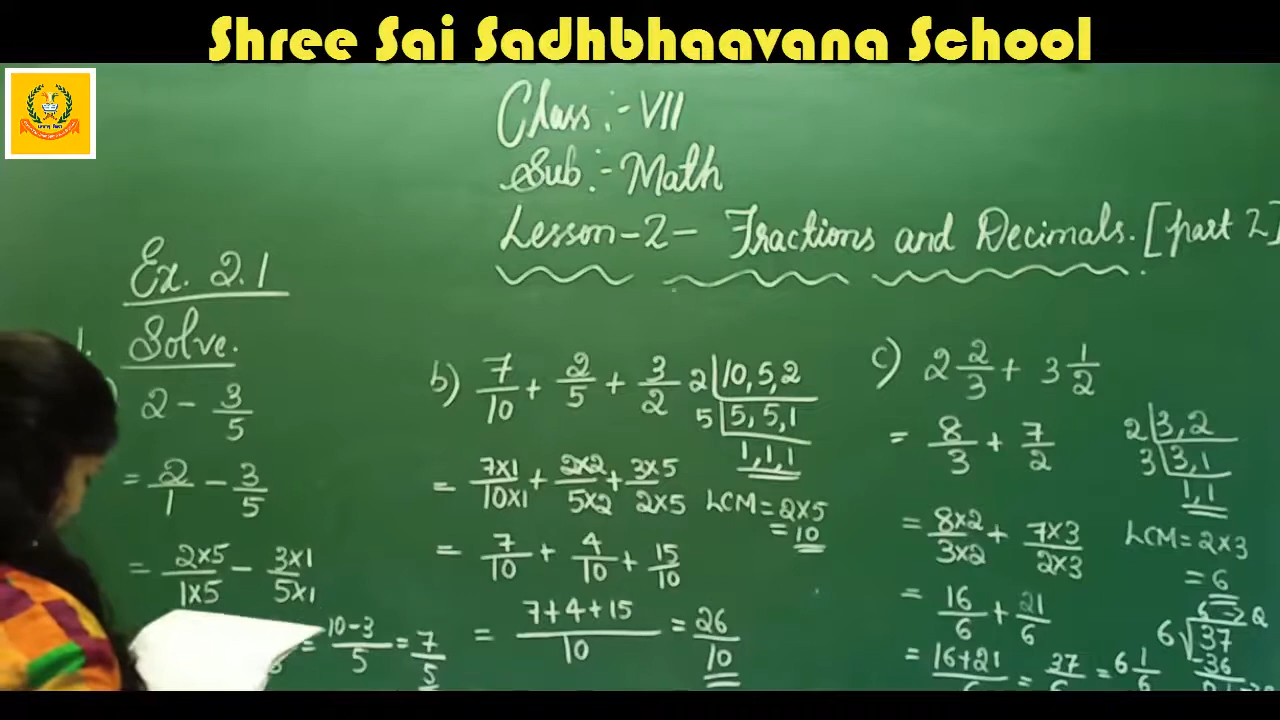 Shree Sai Sadhbhaavana School
Class :- VII
Sub :- Math
Lesson-2- Fractions and Decimals. [part 2]
Ex. 2.1
1. Solve.
2 - 3/5
= 2/1 - 3/5
= 2×5/1×5 - 3×1/5×1
= 10-3/5 = 7/5
b) 7/10 + 2/5 + 3/2
= 7×1/10×1 + 2×2/5×2 + 3×5/2×5
= 7/10 + 4/10 + 15/10
= 7+4+15/10 = 26/10
2 | 10, 5, 2
5 | 5, 5, 1
1, 1, 1
LCM = 2×5
= 10
c) 2 2/3 + 3 1/2
= 8/3 + 7/2
= 8×2/3×2 + 7×3/2×3
= 16/6 + 21/6
= 16+21/6 = 37/6 = 6 1/6
2 | 3, 2
3 | 3, 1
1, 1
LCM = 2×3
= 6
6 → Q
6 √37
-36